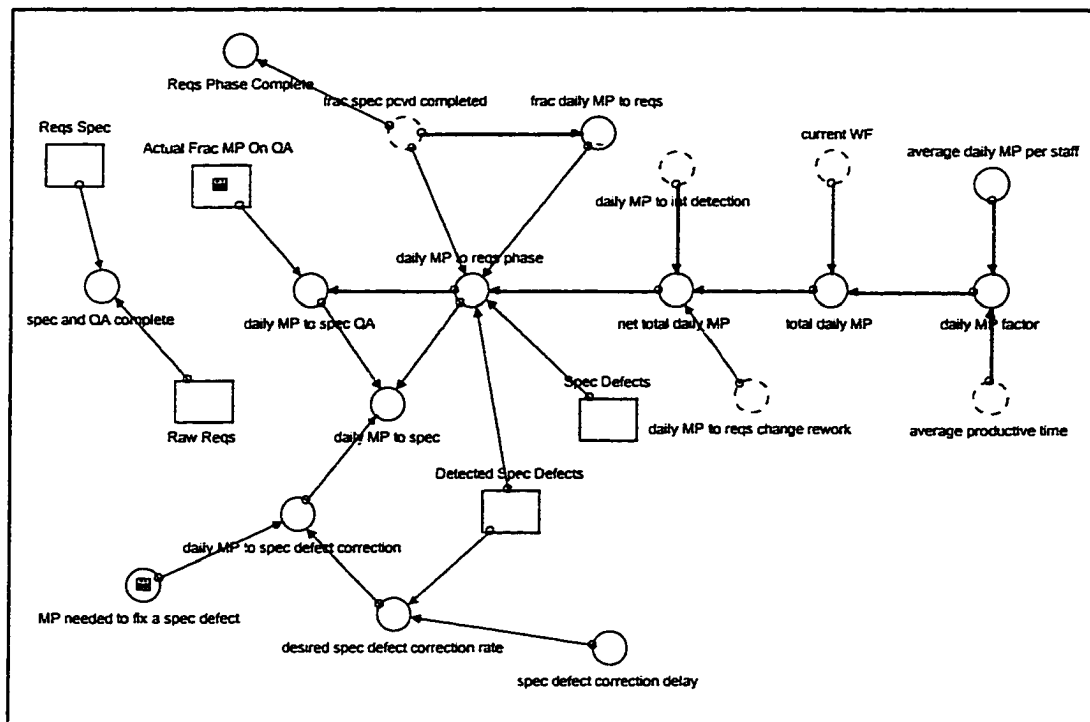 Reqs Phase Complete
frac spec pcvd completed
frac daily MP to reqs
Reqs Spec
Actual Frac MP On QA
current WF
average daily MP per staff
daily MP to int detection
daily MP to reqs phase
spec and QA complete
daily MP to spec QA
net total daily MP
total daily MP
daily MP factor
Spec Defects
Raw Reqs
daily MP to spec
daily MP to reqs change rework
average productive time
Detected Spec Defects
daily MP to spec defect correction
MP needed to fix a spec defect
desired spec defect correction rate
spec defect correction delay